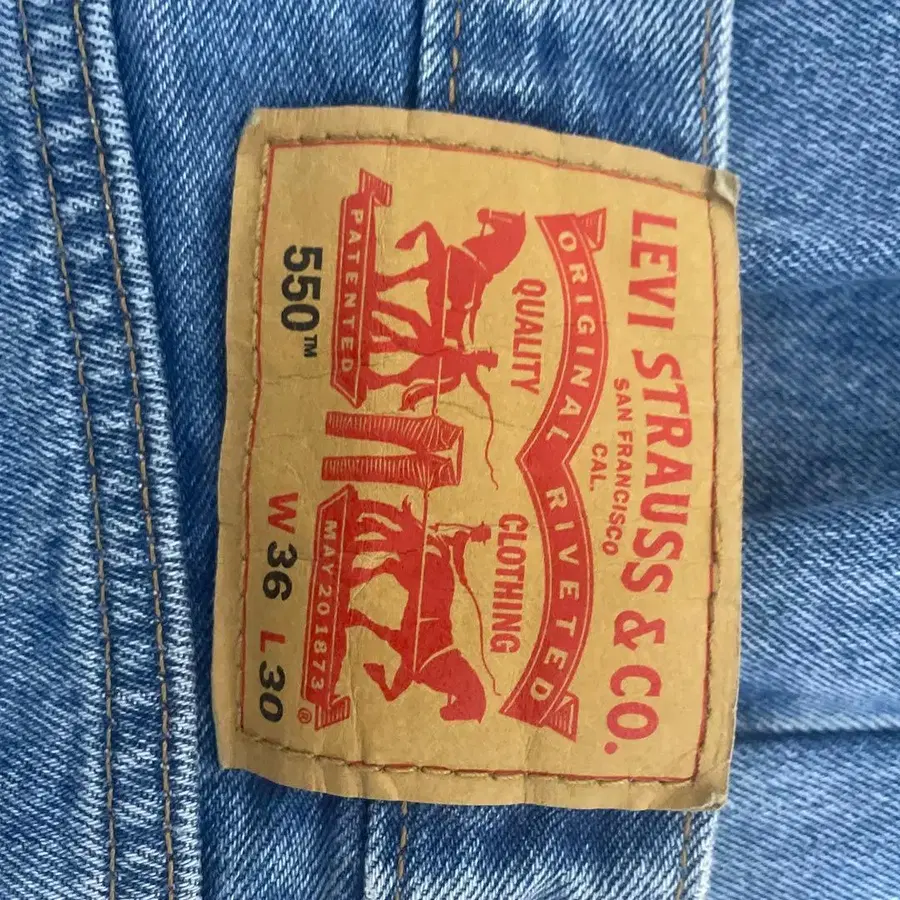 LEVI STRAUSS & CO.
SAN FRANCISCO
CAL.
ORIGINAL RIVETED
QUALITY CLOTHING
PATENTED MAY 20 1873 ®
550™ W 36 L 30